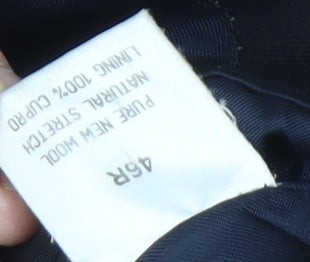 46R
PURE NEW WOOL
NATURAL STRETCH
LINING 100% CUPRO